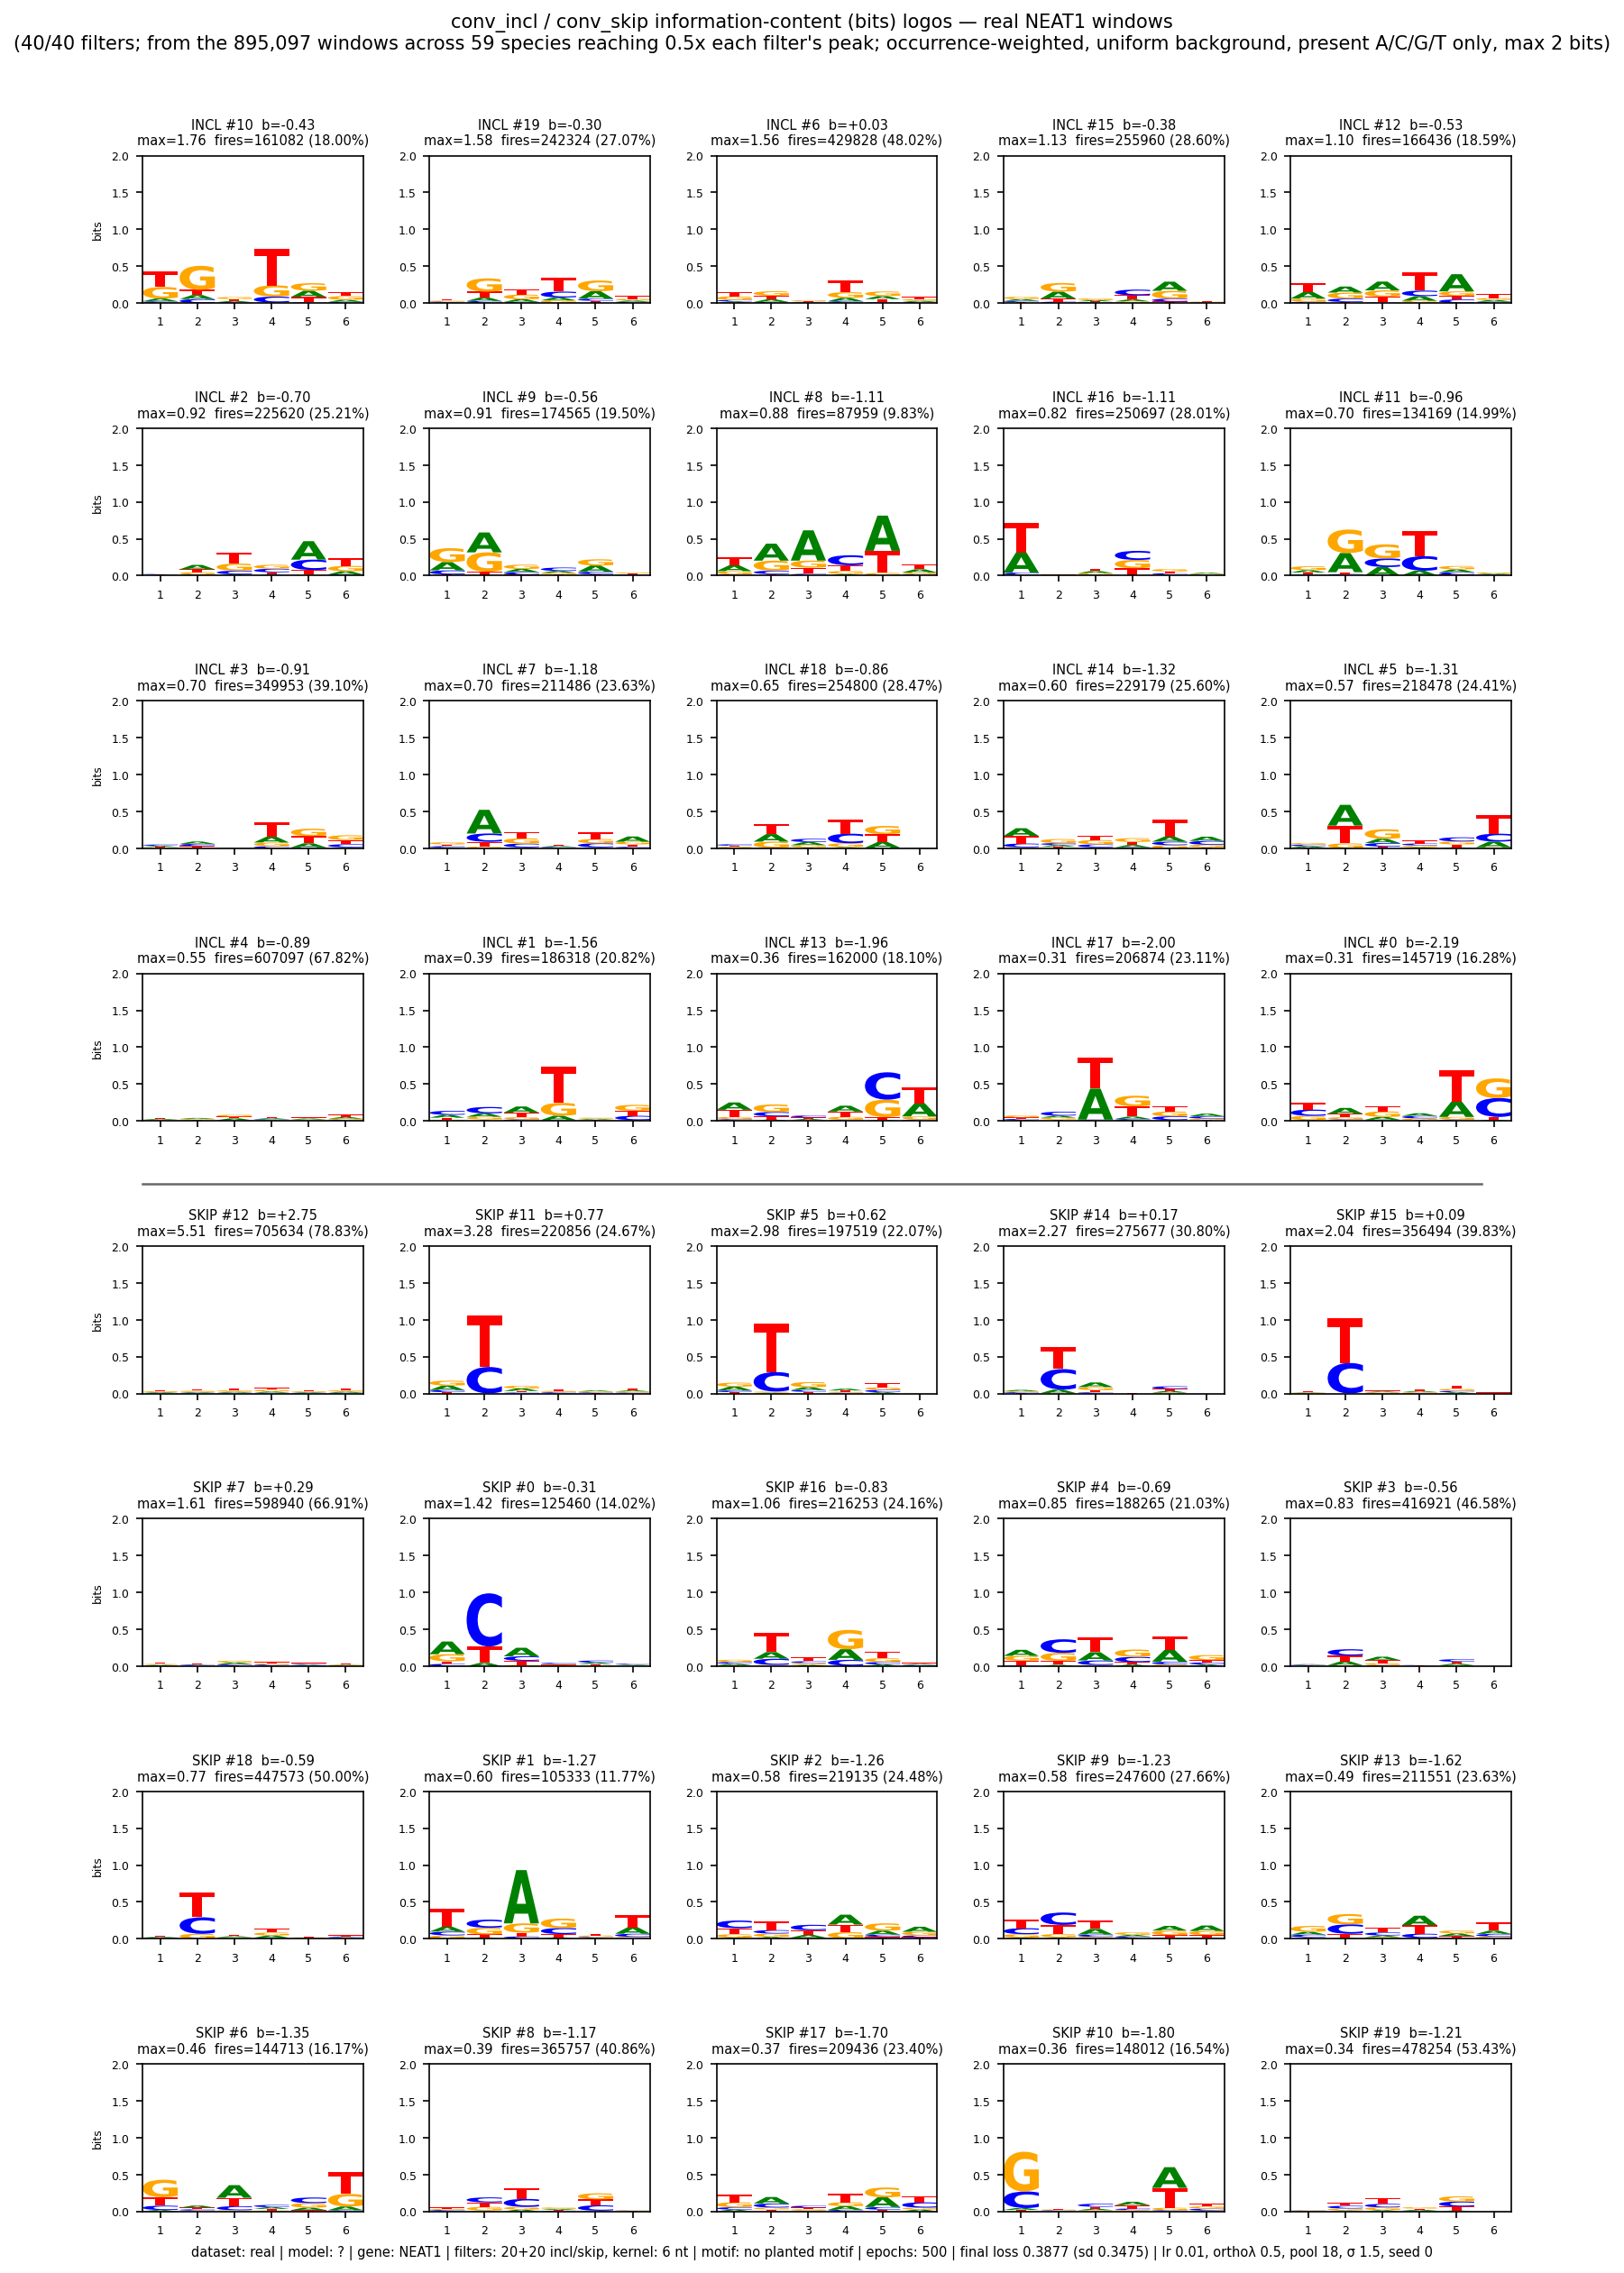 conv_incl / conv_skip information-content (bits) logos — real NEAT1 windows
(40/40 filters; from the 895,097 windows across 59 species reaching 0.5x each filter's peak; occurrence-weighted, uniform background, present A/C/G/T only, max 2 bits)
INCL #10 b=-0.43
max=1.76 fires=161082 (18.00%)
INCL #19 b=-0.30
max=1.58 fires=242324 (27.07%)
INCL #6 b=+0.03
max=1.56 fires=429828 (48.02%)
INCL #15 b=-0.38
max=1.13 fires=255960 (28.60%)
INCL #12 b=-0.53
max=1.10 fires=166436 (18.59%)
INCL #2 b=-0.70
max=0.92 fires=225620 (25.21%)
INCL #9 b=-0.56
max=0.91 fires=174565 (19.50%)
INCL #8 b=-1.11
max=0.88 fires=87959 (9.83%)
INCL #16 b=-1.11
max=0.82 fires=250697 (28.01%)
INCL #11 b=-0.96
max=0.70 fires=134169 (14.99%)
INCL #3 b=-0.91
max=0.70 fires=349953 (39.10%)
INCL #7 b=-1.18
max=0.70 fires=211486 (23.63%)
INCL #18 b=-0.86
max=0.65 fires=254800 (28.47%)
INCL #14 b=-1.32
max=0.60 fires=229179 (25.60%)
INCL #5 b=-1.31
max=0.57 fires=218478 (24.41%)
INCL #4 b=-0.89
max=0.55 fires=607097 (67.82%)
INCL #1 b=-1.56
max=0.39 fires=186318 (20.82%)
INCL #13 b=-1.96
max=0.36 fires=162000 (18.10%)
INCL #17 b=-2.00
max=0.31 fires=206874 (23.11%)
INCL #0 b=-2.19
max=0.31 fires=145719 (16.28%)
SKIP #12 b=+2.75
max=5.51 fires=705634 (78.83%)
SKIP #11 b=+0.77
max=3.28 fires=220856 (24.67%)
SKIP #5 b=+0.62
max=2.98 fires=197519 (22.07%)
SKIP #14 b=+0.17
max=2.27 fires=275677 (30.80%)
SKIP #15 b=+0.09
max=2.04 fires=356494 (39.83%)
SKIP #7 b=+0.29
max=1.61 fires=598940 (66.91%)
SKIP #0 b=-0.31
max=1.42 fires=125460 (14.02%)
SKIP #16 b=-0.83
max=1.06 fires=216253 (24.16%)
SKIP #4 b=-0.69
max=0.85 fires=188265 (21.03%)
SKIP #3 b=-0.56
max=0.83 fires=416921 (46.58%)
SKIP #18 b=-0.59
max=0.77 fires=447573 (50.00%)
SKIP #1 b=-1.27
max=0.60 fires=105333 (11.77%)
SKIP #2 b=-1.26
max=0.58 fires=219135 (24.48%)
SKIP #9 b=-1.23
max=0.58 fires=247600 (27.66%)
SKIP #13 b=-1.62
max=0.49 fires=211551 (23.63%)
SKIP #6 b=-1.35
max=0.46 fires=144713 (16.17%)
SKIP #8 b=-1.17
max=0.39 fires=365757 (40.86%)
SKIP #17 b=-1.70
max=0.37 fires=209436 (23.40%)
SKIP #10 b=-1.80
max=0.36 fires=148012 (16.54%)
SKIP #19 b=-1.21
max=0.34 fires=478254 (53.43%)
dataset: real | model: ? | gene: NEAT1 | filters: 20+20 incl/skip, kernel: 6 nt | motif: no planted motif | epochs: 500 | final loss 0.3877 (sd 0.3475) | lr 0.01, orthoλ 0.5, pool 18, σ 1.5, seed 0